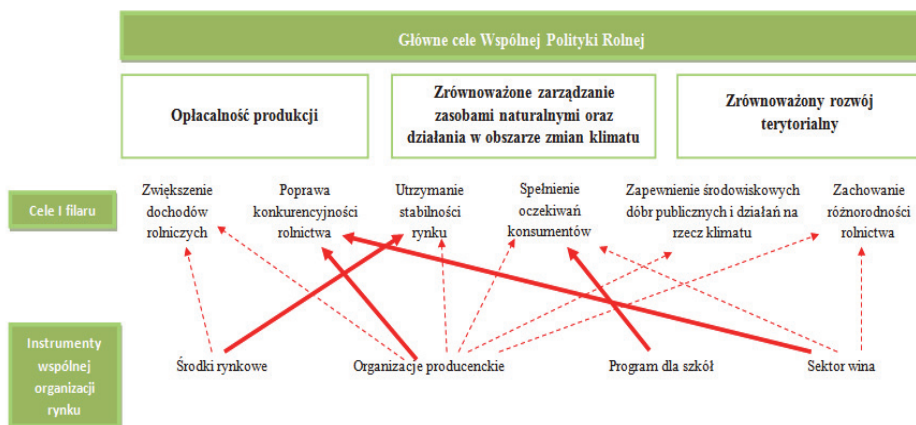 Główne cele Wspólnej Polityki Rolnej
Opłacalność produkcji
Zrównoważone zarządzanie
zasobami naturalnymi oraz
działania w obszarze zmian klimatu
Zrównoważony rozwój
terytorialny
Cele I filaru
Zwiększenie
dochodów
rolniczych
Poprawa
konkurencyjności
rolnictwa
Utrzymanie
stabilności
rynku
Spełnienie
oczekiwań
konsumentów
Zapewnienie środowiskowych
dóbr publicznych i działań na
rzecz klimatu
Zachowanie
różnorodności
rolnictwa
Instrumenty
wspólnej
organizacji
rynku
Środki rynkowe
Organizacje producenckie
Program dla szkół
Sektor wina